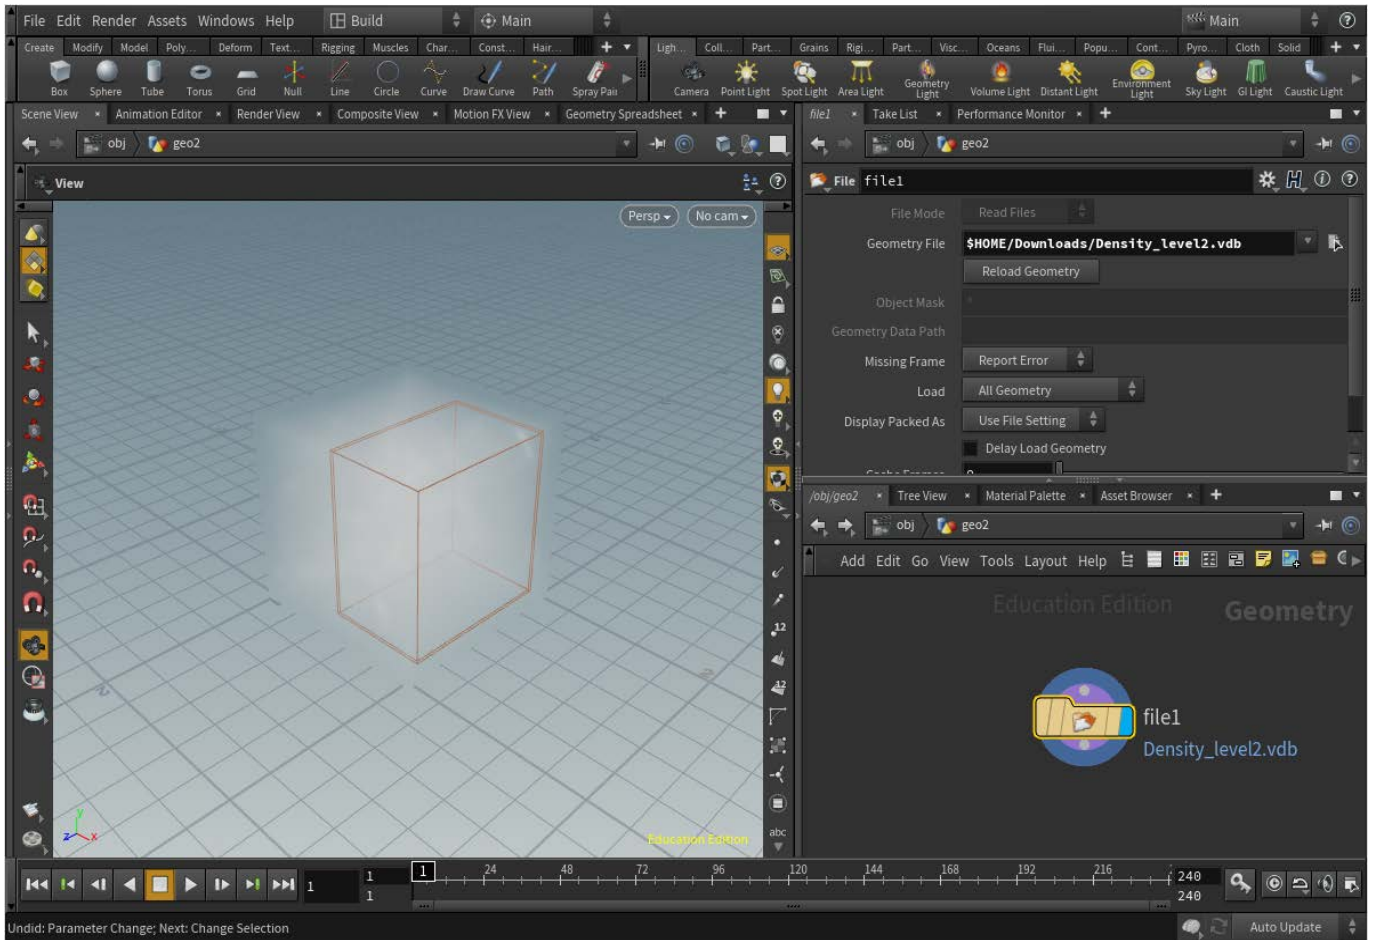 File Edit Render Assets Windows Help Build Main Main
Create Modify Model Poly... Deform Text... Rigging Muscles Char... Const... Hair... Ligh... Coll... Part... Grains Rigi... Part... Visc... Oceans Flui... Popu... Cont... Pyro... Cloth Solid
Box Sphere Tube Torus Grid Null Line Circle Curve Draw Curve Path Spray Pain Camera Point Light Spot Light Area Light Geometry Light Volume Light Distant Light Environment Light Sky Light GI Light Caustic Light
Scene View Animation Editor Render View Composite View Motion FX View Geometry Spreadsheet
obj geo2
View
Persp No cam
z y x
Education Edition
file1 Take List Performance Monitor
obj geo2
File file1
File Mode Read Files
Geometry File $HOME/Downloads/Density_level2.vdb
Reload Geometry
Object Mask *
Geometry Data Path
Missing Frame Report Error
Load All Geometry
Display Packed As Use File Setting
Delay Load Geometry
Cache Frames 0
/obj/geo2 Tree View Material Palette Asset Browser
obj geo2
Add Edit Go View Tools Layout Help
Education Edition Geometry
file1
Density_level2.vdb
12
12
abc
1 1 1 24 48 72 96 120 144 168 192 216 240
1 240
Undid: Parameter Change; Next: Change Selection Auto Update